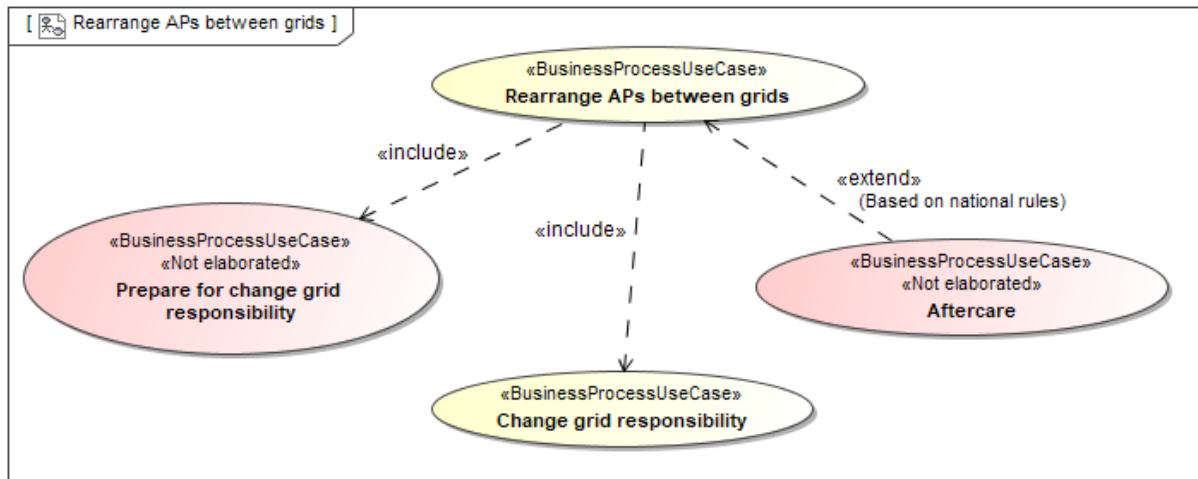 [ Rearrange APs between grids ]
«BusinessProcessUseCase»
Rearrange APs between grids
«include»
«extend»
(Based on national rules)
«include»
«BusinessProcessUseCase»
«Not elaborated»
Prepare for change grid
responsibility
«BusinessProcessUseCase»
«Not elaborated»
Aftercare
«BusinessProcessUseCase»
Change grid responsibility